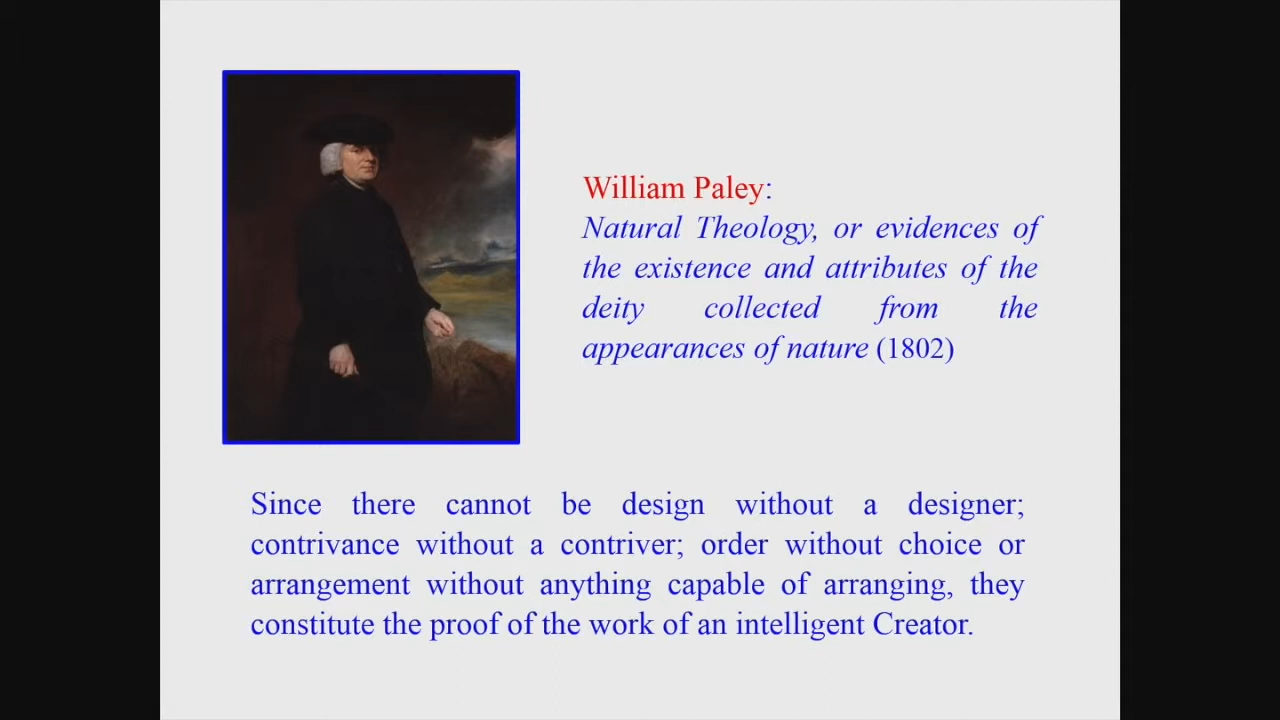 William Paley:
Natural Theology, or evidences of
the existence and attributes of the
deity collected from the
appearances of nature (1802)
Since there cannot be design without a designer;
contrivance without a contriver; order without choice or
arrangement without anything capable of arranging, they
constitute the proof of the work of an intelligent Creator.